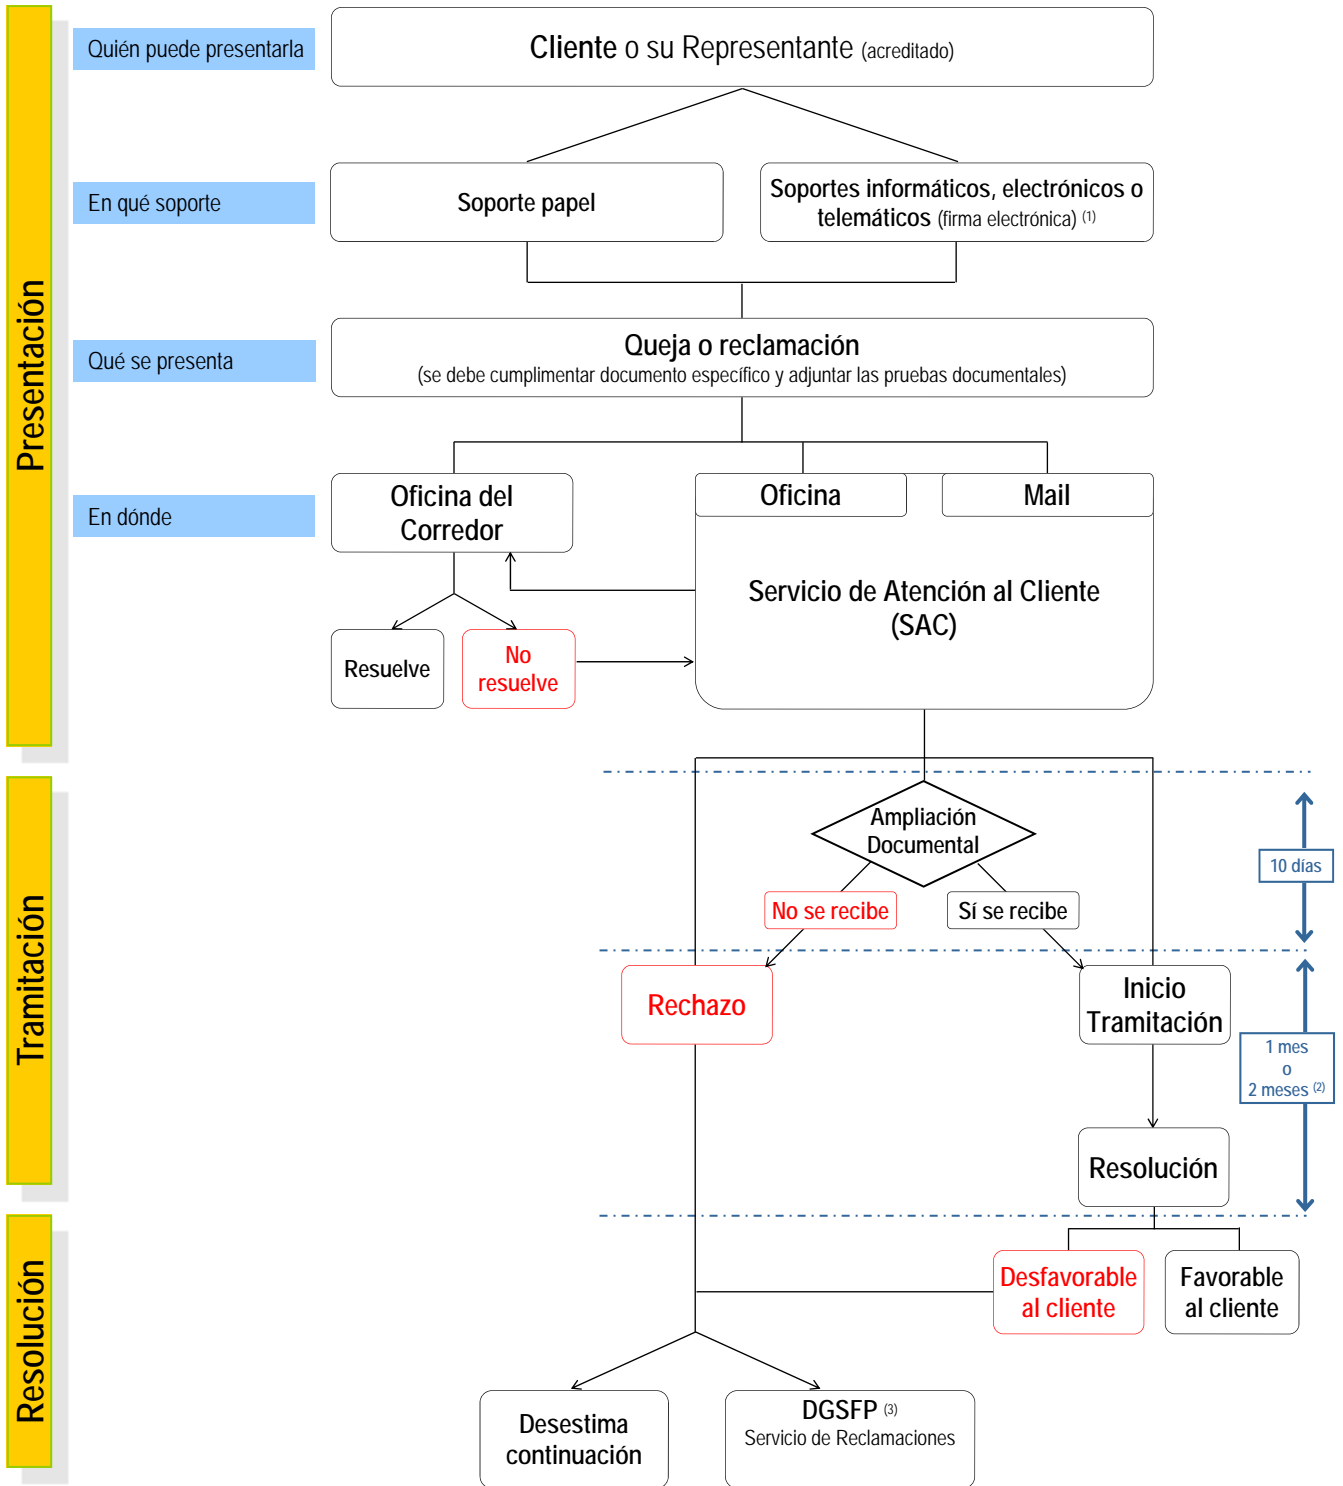 Presentación
Quién puede presentarla
Cliente o su Representante (acreditado)
En qué soporte
Soporte papel
Soportes informáticos, electrónicos o
telemáticos (firma electrónica) (1)
Qué se presenta
Queja o reclamación
(se debe cumplimentar documento específico y adjuntar las pruebas documentales)
En dónde
Oficina del
Corredor
Oficina
Mail
Servicio de Atención al Cliente
(SAC)
Resuelve
No
resuelve
Tramitación
Ampliación
Documental
10 días
No se recibe
Sí se recibe
Rechazo
Inicio
Tramitación
1 mes
o
2 meses (2)
Resolución
Resolución
Desfavorable
al cliente
Favorable
al cliente
Desestima
continuación
DGSFP (3)
Servicio de Reclamaciones